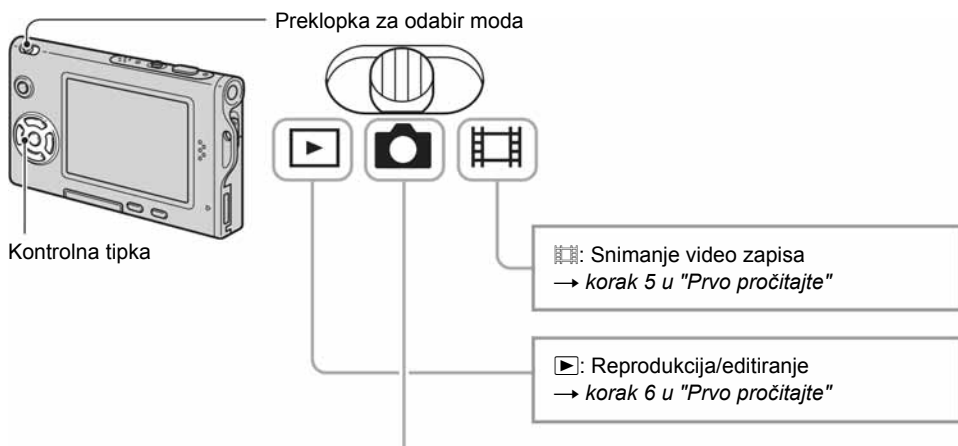 Preklopka za odabir moda
Kontrolna tipka
: Snimanje video zapisa
→ korak 5 u "Prvo pročitajte"
: Reprodukcija/editiranje
→ korak 6 u "Prvo pročitajte"